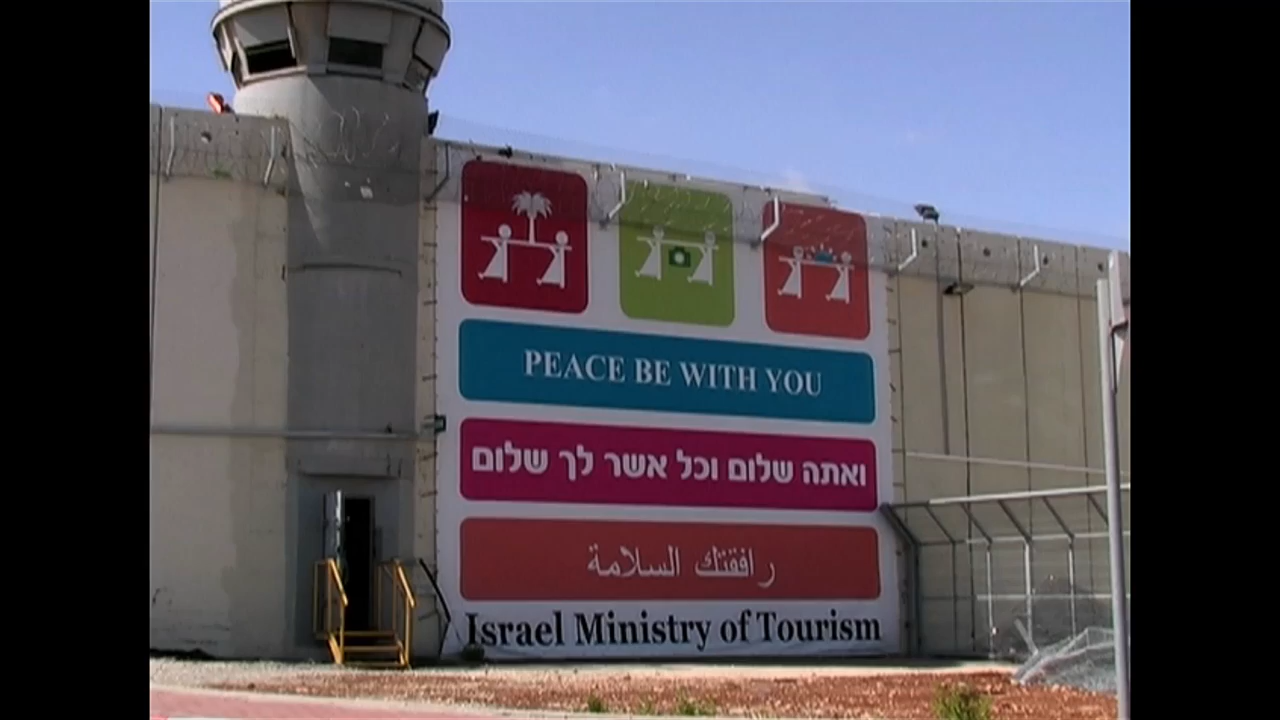 PEACE BE WITH YOU
ואתה שלום וכל אשר לך שלום
رافقتك السلامة
Israel Ministry of Tourism